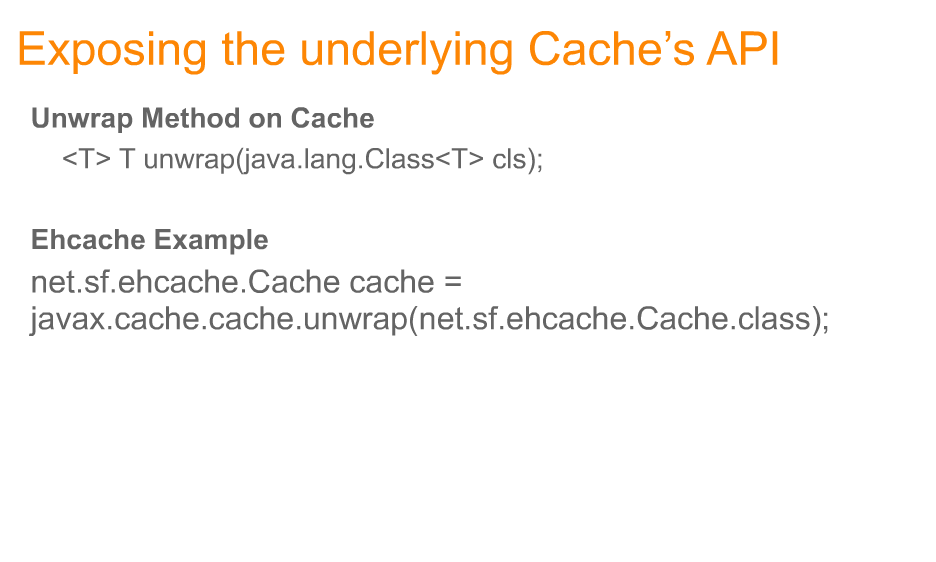 Exposing the underlying Cache’s API
Unwrap Method on Cache
<T> T unwrap(java.lang.Class<T> cls);
Ehcache Example
net.sf.ehcache.Cache cache =
javax.cache.cache.unwrap(net.sf.ehcache.Cache.class);